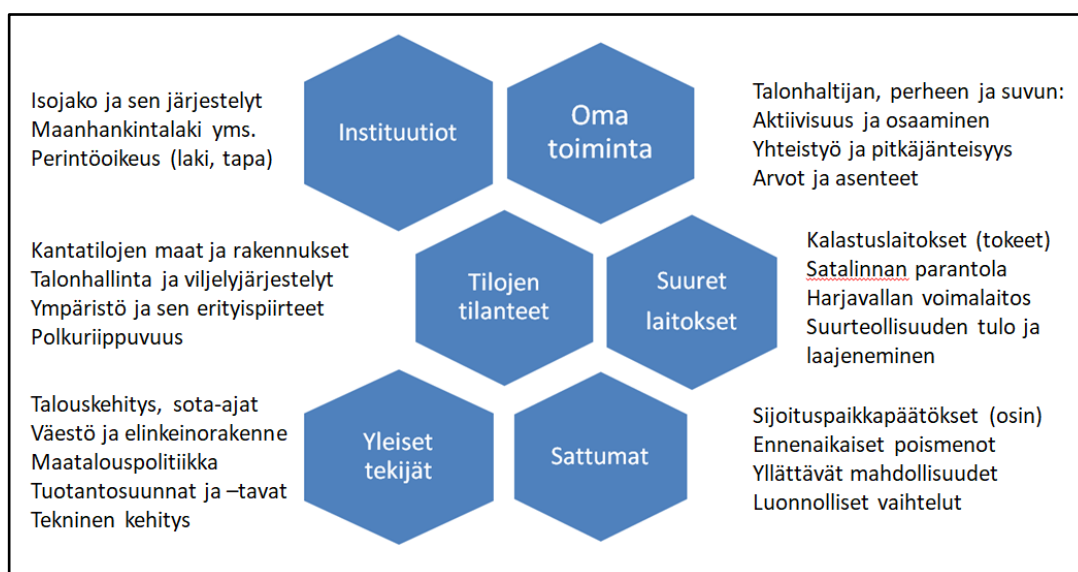 Isojako ja sen järjestelyt
Maanhankintalaki yms.
Perintöoikeus (laki, tapa)
Instituutiot
Oma
toiminta
Talonhaltijan, perheen ja suvun:
Aktiivisuus ja osaaminen
Yhteistyö ja pitkäjänteisyys
Arvot ja asenteet
Kantatilojen maat ja rakennukset
Talonhallinta ja viljelyjärjestelyt
Ympäristö ja sen erityispiirteet
Polkuriippuvuus
Tilojen
tilanteet
Suuret
laitokset
Kalastuslaitokset (tokeet)
Satalinnan parantola
Harjavallan voimalaitos
Suurteollisuuden tulo ja
laajeneminen
Talouskehitys, sota-ajat
Väestö ja elinkeinorakenne
Maatalouspolitiikka
Tuotantosuunnat ja –tavat
Tekninen kehitys
Yleiset
tekijät
Sattumat
Sijoituspaikkapäätökset (osin)
Ennenaikaiset poismenot
Yllättävät mahdollisuudet
Luonnolliset vaihtelut